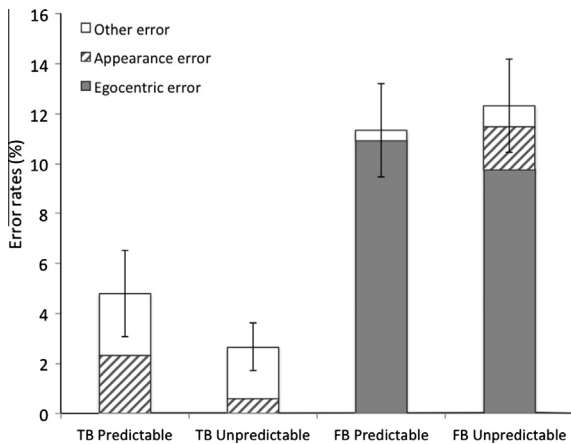 16
14
12
10
8
6
4
2
0
Error rates (%)
Other error
Appearance error
Egocentric error
TB Predictable
TB Unpredictable
FB Predictable
FB Unpredictable